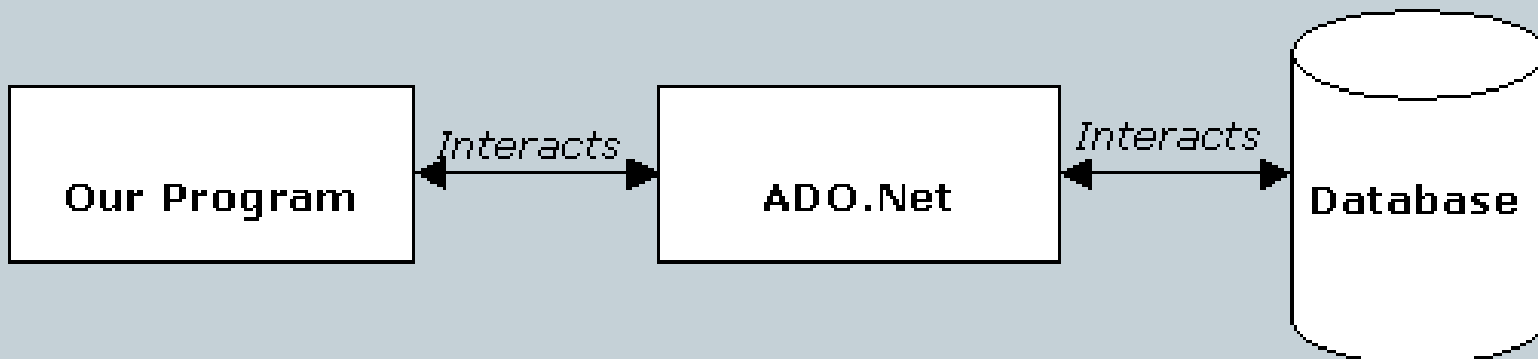 Our Program
Interacts
ADO.Net
Interacts
Database